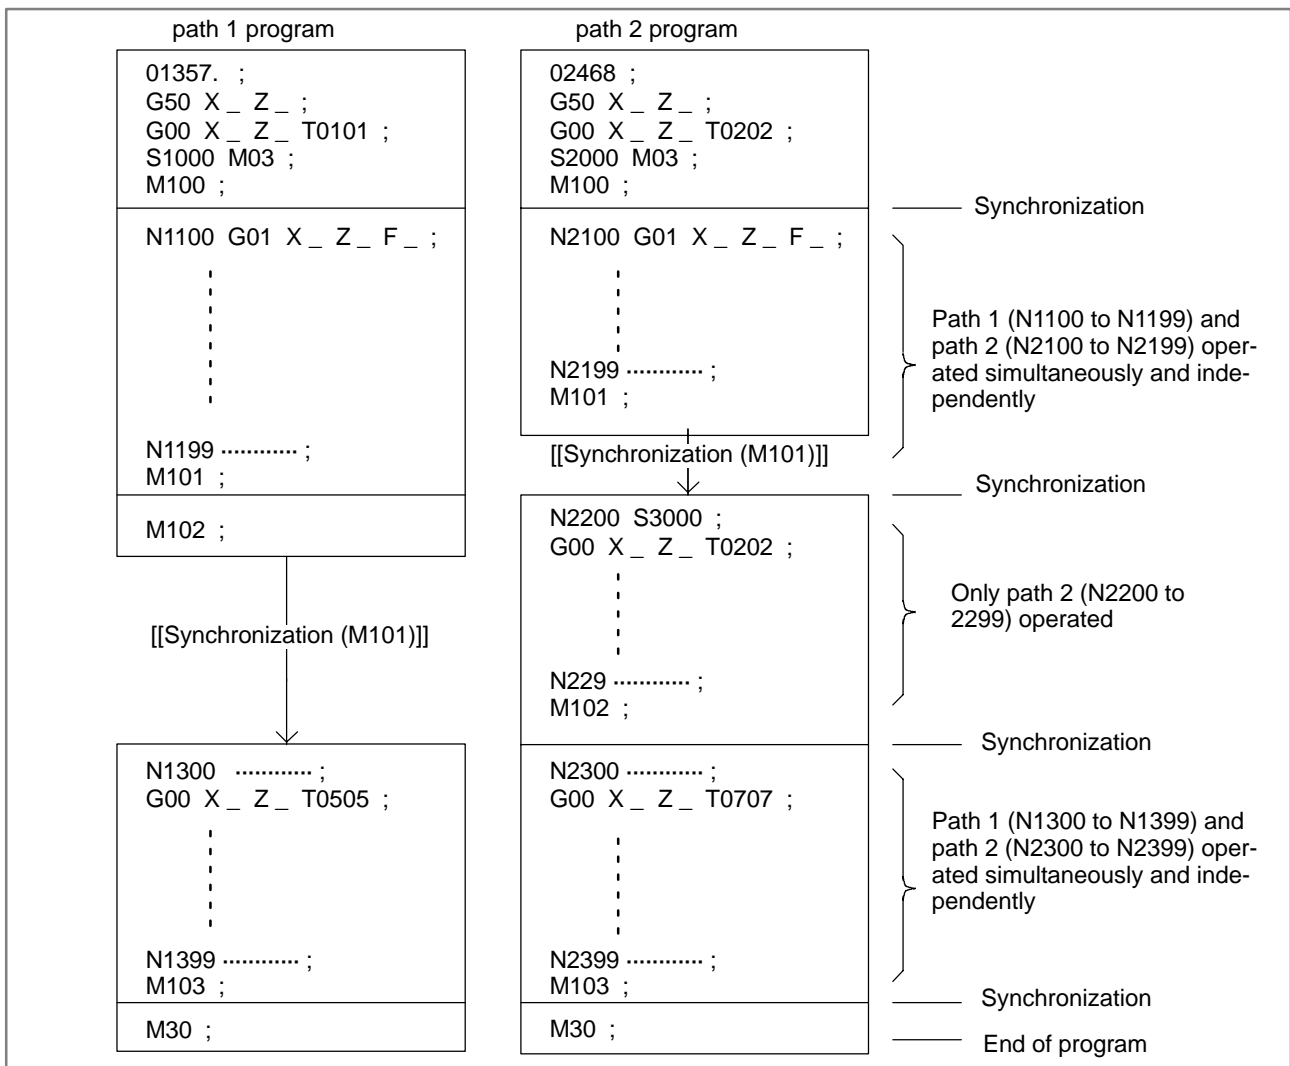 path 1 program
01357. ;
G50 X _ Z _ ;
G00 X _ Z _ T0101 ;
S1000 M03 ;
M100 ;
N1100 G01 X _ Z _ F _ ;
N1199 ············ ;
M101 ;
M102 ;
[[Synchronization (M101)]]
N1300 ············ ;
G00 X _ Z _ T0505 ;
N1399 ············ ;
M103 ;
M30 ;
path 2 program
02468 ;
G50 X _ Z _ ;
G00 X _ Z _ T0202 ;
S2000 M03 ;
M100 ;
N2100 G01 X _ Z _ F _ ;
N2199 ············ ;
M101 ;
[[Synchronization (M101)]]
N2200 S3000 ;
G00 X _ Z _ T0202 ;
N229 ············ ;
M102 ;
N2300 ············ ;
G00 X _ Z _ T0707 ;
N2399 ············ ;
M103 ;
M30 ;
Synchronization
Path 1 (N1100 to N1199) and
path 2 (N2100 to N2199) oper-
ated simultaneously and inde-
pendently
Synchronization
Only path 2 (N2200 to
2299) operated
Synchronization
Path 1 (N1300 to N1399) and
path 2 (N2300 to N2399) oper-
ated simultaneously and inde-
pendently
Synchronization
End of program